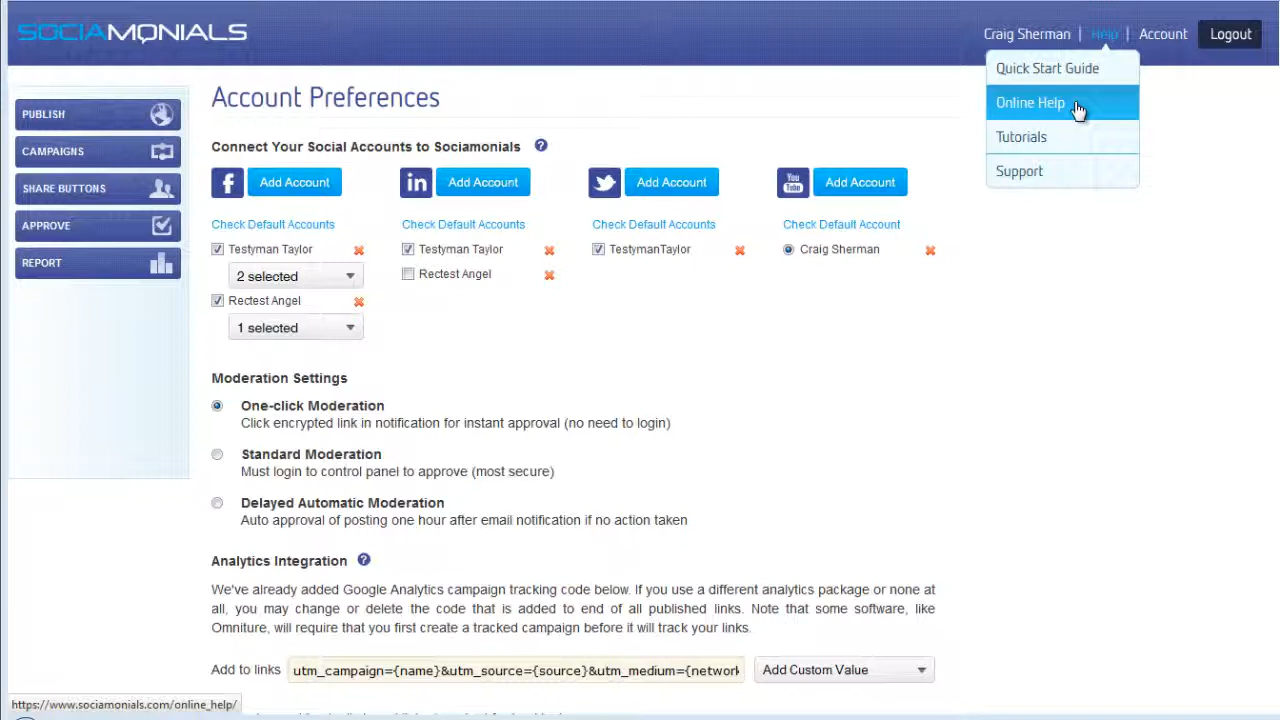 SOCIAMONIALS
Craig Sherman | Help | Account Logout
Quick Start Guide
Online Help
Tutorials
Support
PUBLISH
CAMPAIGNS
SHARE BUTTONS
APPROVE
REPORT
Account Preferences
Connect Your Social Accounts to Sociamonials ?
f Add Account in Add Account Add Account You Tube Add Account
Check Default Accounts Check Default Accounts Check Default Accounts Check Default Account
Testyman Taylor Testyman Taylor TestymanTaylor Craig Sherman
2 selected Rectest Angel
Rectest Angel
1 selected
Moderation Settings
One-click Moderation
Click encrypted link in notification for instant approval (no need to login)
Standard Moderation
Must login to control panel to approve (most secure)
Delayed Automatic Moderation
Auto approval of posting one hour after email notification if no action taken
Analytics Integration ?
We've already added Google Analytics campaign tracking code below. If you use a different analytics package or none at
all, you may change or delete the code that is added to end of all published links. Note that some software, like
Omniture, will require that you first create a tracked campaign before it will track your links.
Add to links utm_campaign={name}&utm_source={source}&utm_medium={network Add Custom Value
https://www.sociamonials.com/online_help/